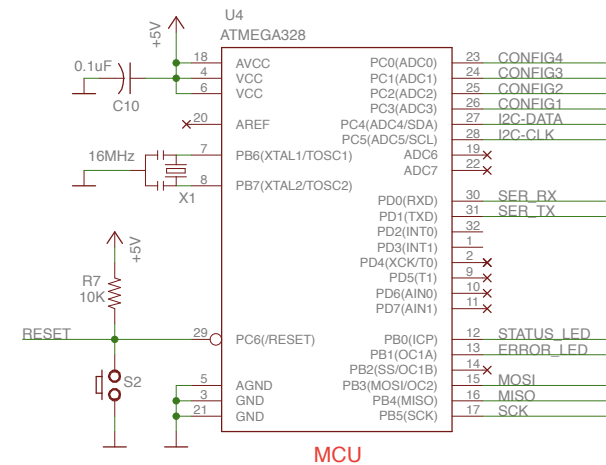 U4
ATMEGA328
+5V
0.1uF
C10
18 AVCC PC0(ADC0) 23 CONFIG4
4 VCC PC1(ADC1) 24 CONFIG3
6 VCC PC2(ADC2) 25 CONFIG2
PC3(ADC3) 26 CONFIG1
20 AREF PC4(ADC4/SDA) 27 I2C-DATA
PC5(ADC5/SCL) 28 I2C-CLK
16MHz 7 PB6(XTAL1/TOSC1) ADC6 19
ADC7 22
8 PB7(XTAL2/TOSC2)
X1
PD0(RXD) 30 SER_RX
PD1(TXD) 31 SER_TX
PD2(INT0) 32
PD3(INT1) 1
+5V PD4(XCK/T0) 2
PD5(T1) 9
R7 PD6(AIN0) 10
10K PD7(AIN1) 11
RESET 29 PC6(/RESET) PB0(ICP) 12 STATUS_LED
PB1(OC1A) 13 ERROR_LED
PB2(SS/OC1B) 14
S2 5 AGND PB3(MOSI/OC2) 15 MOSI
3 GND PB4(MISO) 16 MISO
21 GND PB5(SCK) 17 SCK
MCU